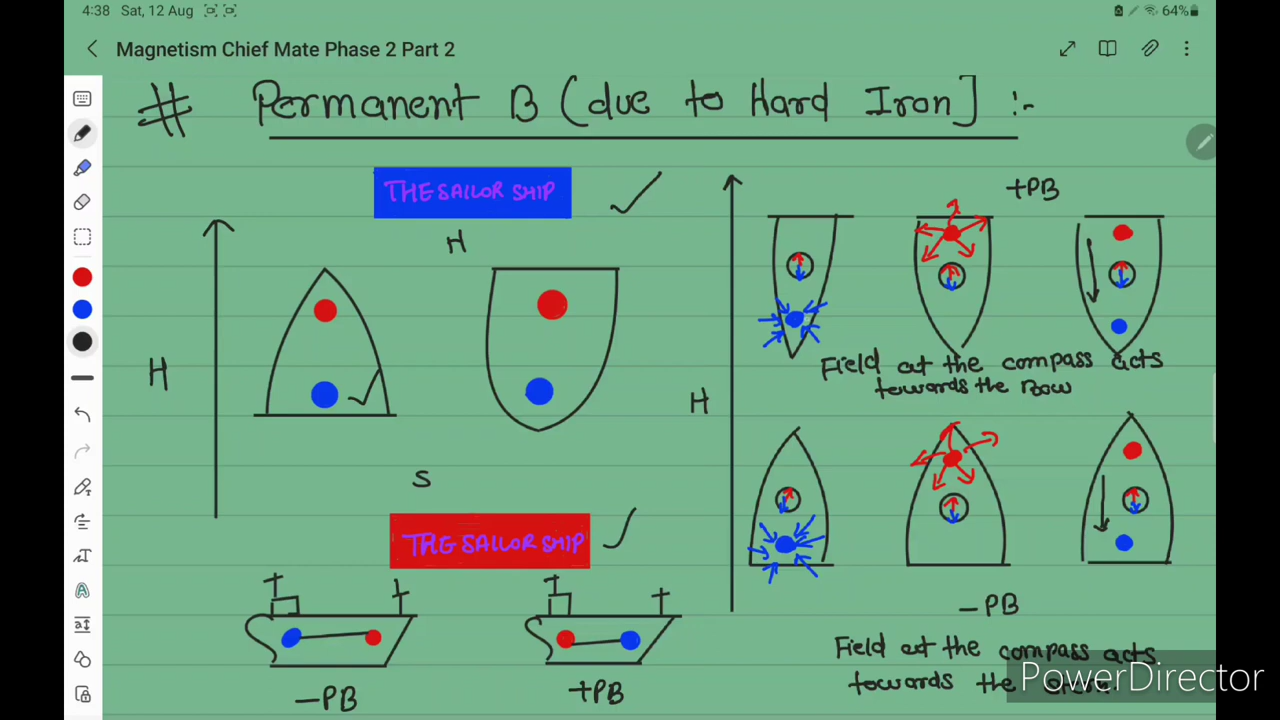 4:38 Sat, 12 Aug
64%
Magnetism Chief Mate Phase 2 Part 2
# Permanent B (due to Hard Iron] :-
THE SAILOR SHIP
H
H
S
THE SAILOR SHIP
-PB
+PB
+PB
H
Field at the compass acts
towards the Bow
-PB
Field at the compass acts
towards the
PowerDirector